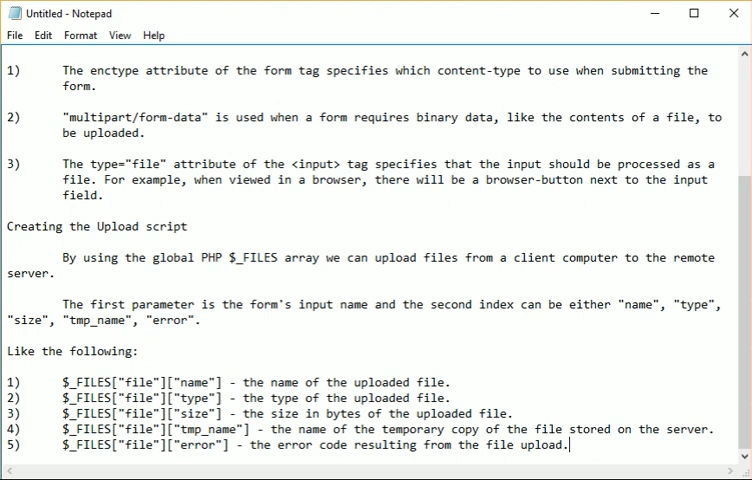 Untitled - Notepad
File Edit Format View Help
1) The enctype attribute of the form tag specifies which content-type to use when submitting the
form.
2) "multipart/form-data" is used when a form requires binary data, like the contents of a file, to
be uploaded.
3) The type="file" attribute of the <input> tag specifies that the input should be processed as a
file. For example, when viewed in a browser, there will be a browser-button next to the input
field.
Creating the Upload script
By using the global PHP $_FILES array we can upload files from a client computer to the remote
server.
The first parameter is the form's input name and the second index can be either "name", "type",
"size", "tmp_name", "error".
Like the following:
1) $_FILES["file"]["name"] - the name of the uploaded file.
2) $_FILES["file"]["type"] - the type of the uploaded file.
3) $_FILES["file"]["size"] - the size in bytes of the uploaded file.
4) $_FILES["file"]["tmp_name"] - the name of the temporary copy of the file stored on the server.
5) $_FILES["file"]["error"] - the error code resulting from the file upload.